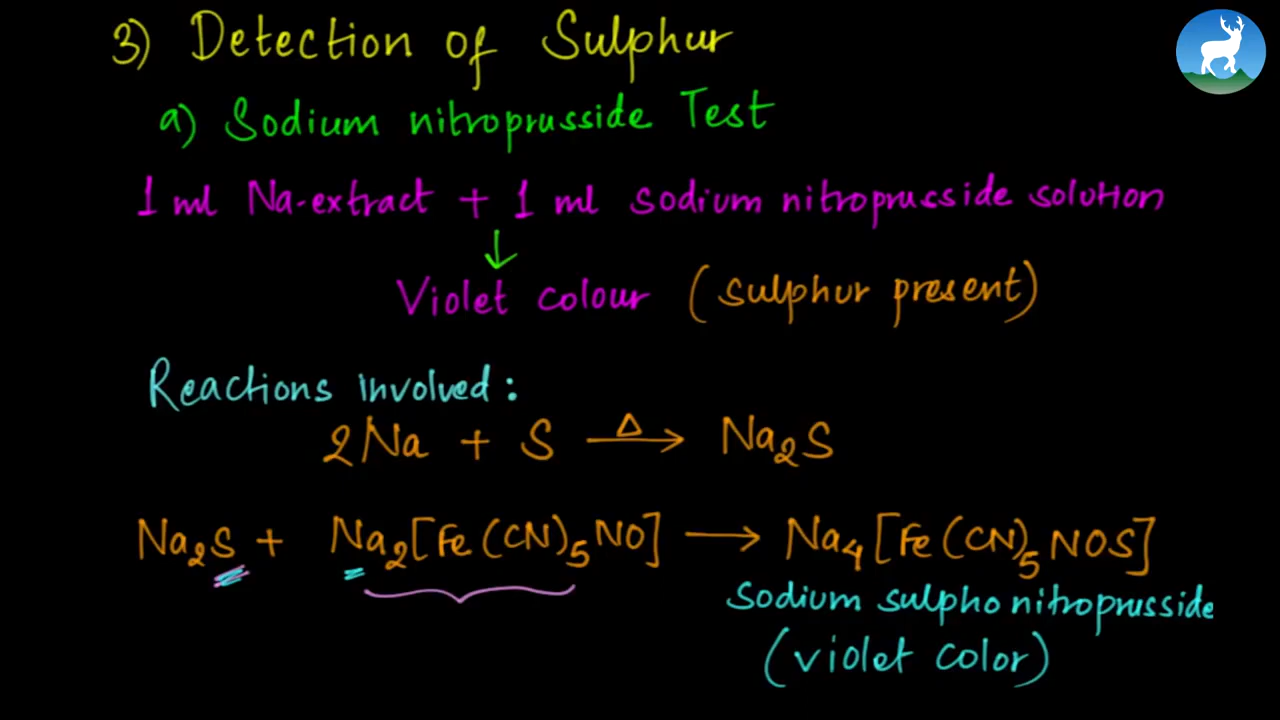 3) Detection of Sulphur
a) Sodium nitroprusside Test
1 ml Na-extract + 1 ml sodium nitroprusside solution
↓
Violet colour (sulphur present)
Reactions involved:
2Na + S —Δ→ Na₂S
Na₂S + Na₂[Fe(CN)₅NO] → Na₄[Fe(CN)₅NOS]
Sodium sulpho nitroprusside
(violet color)